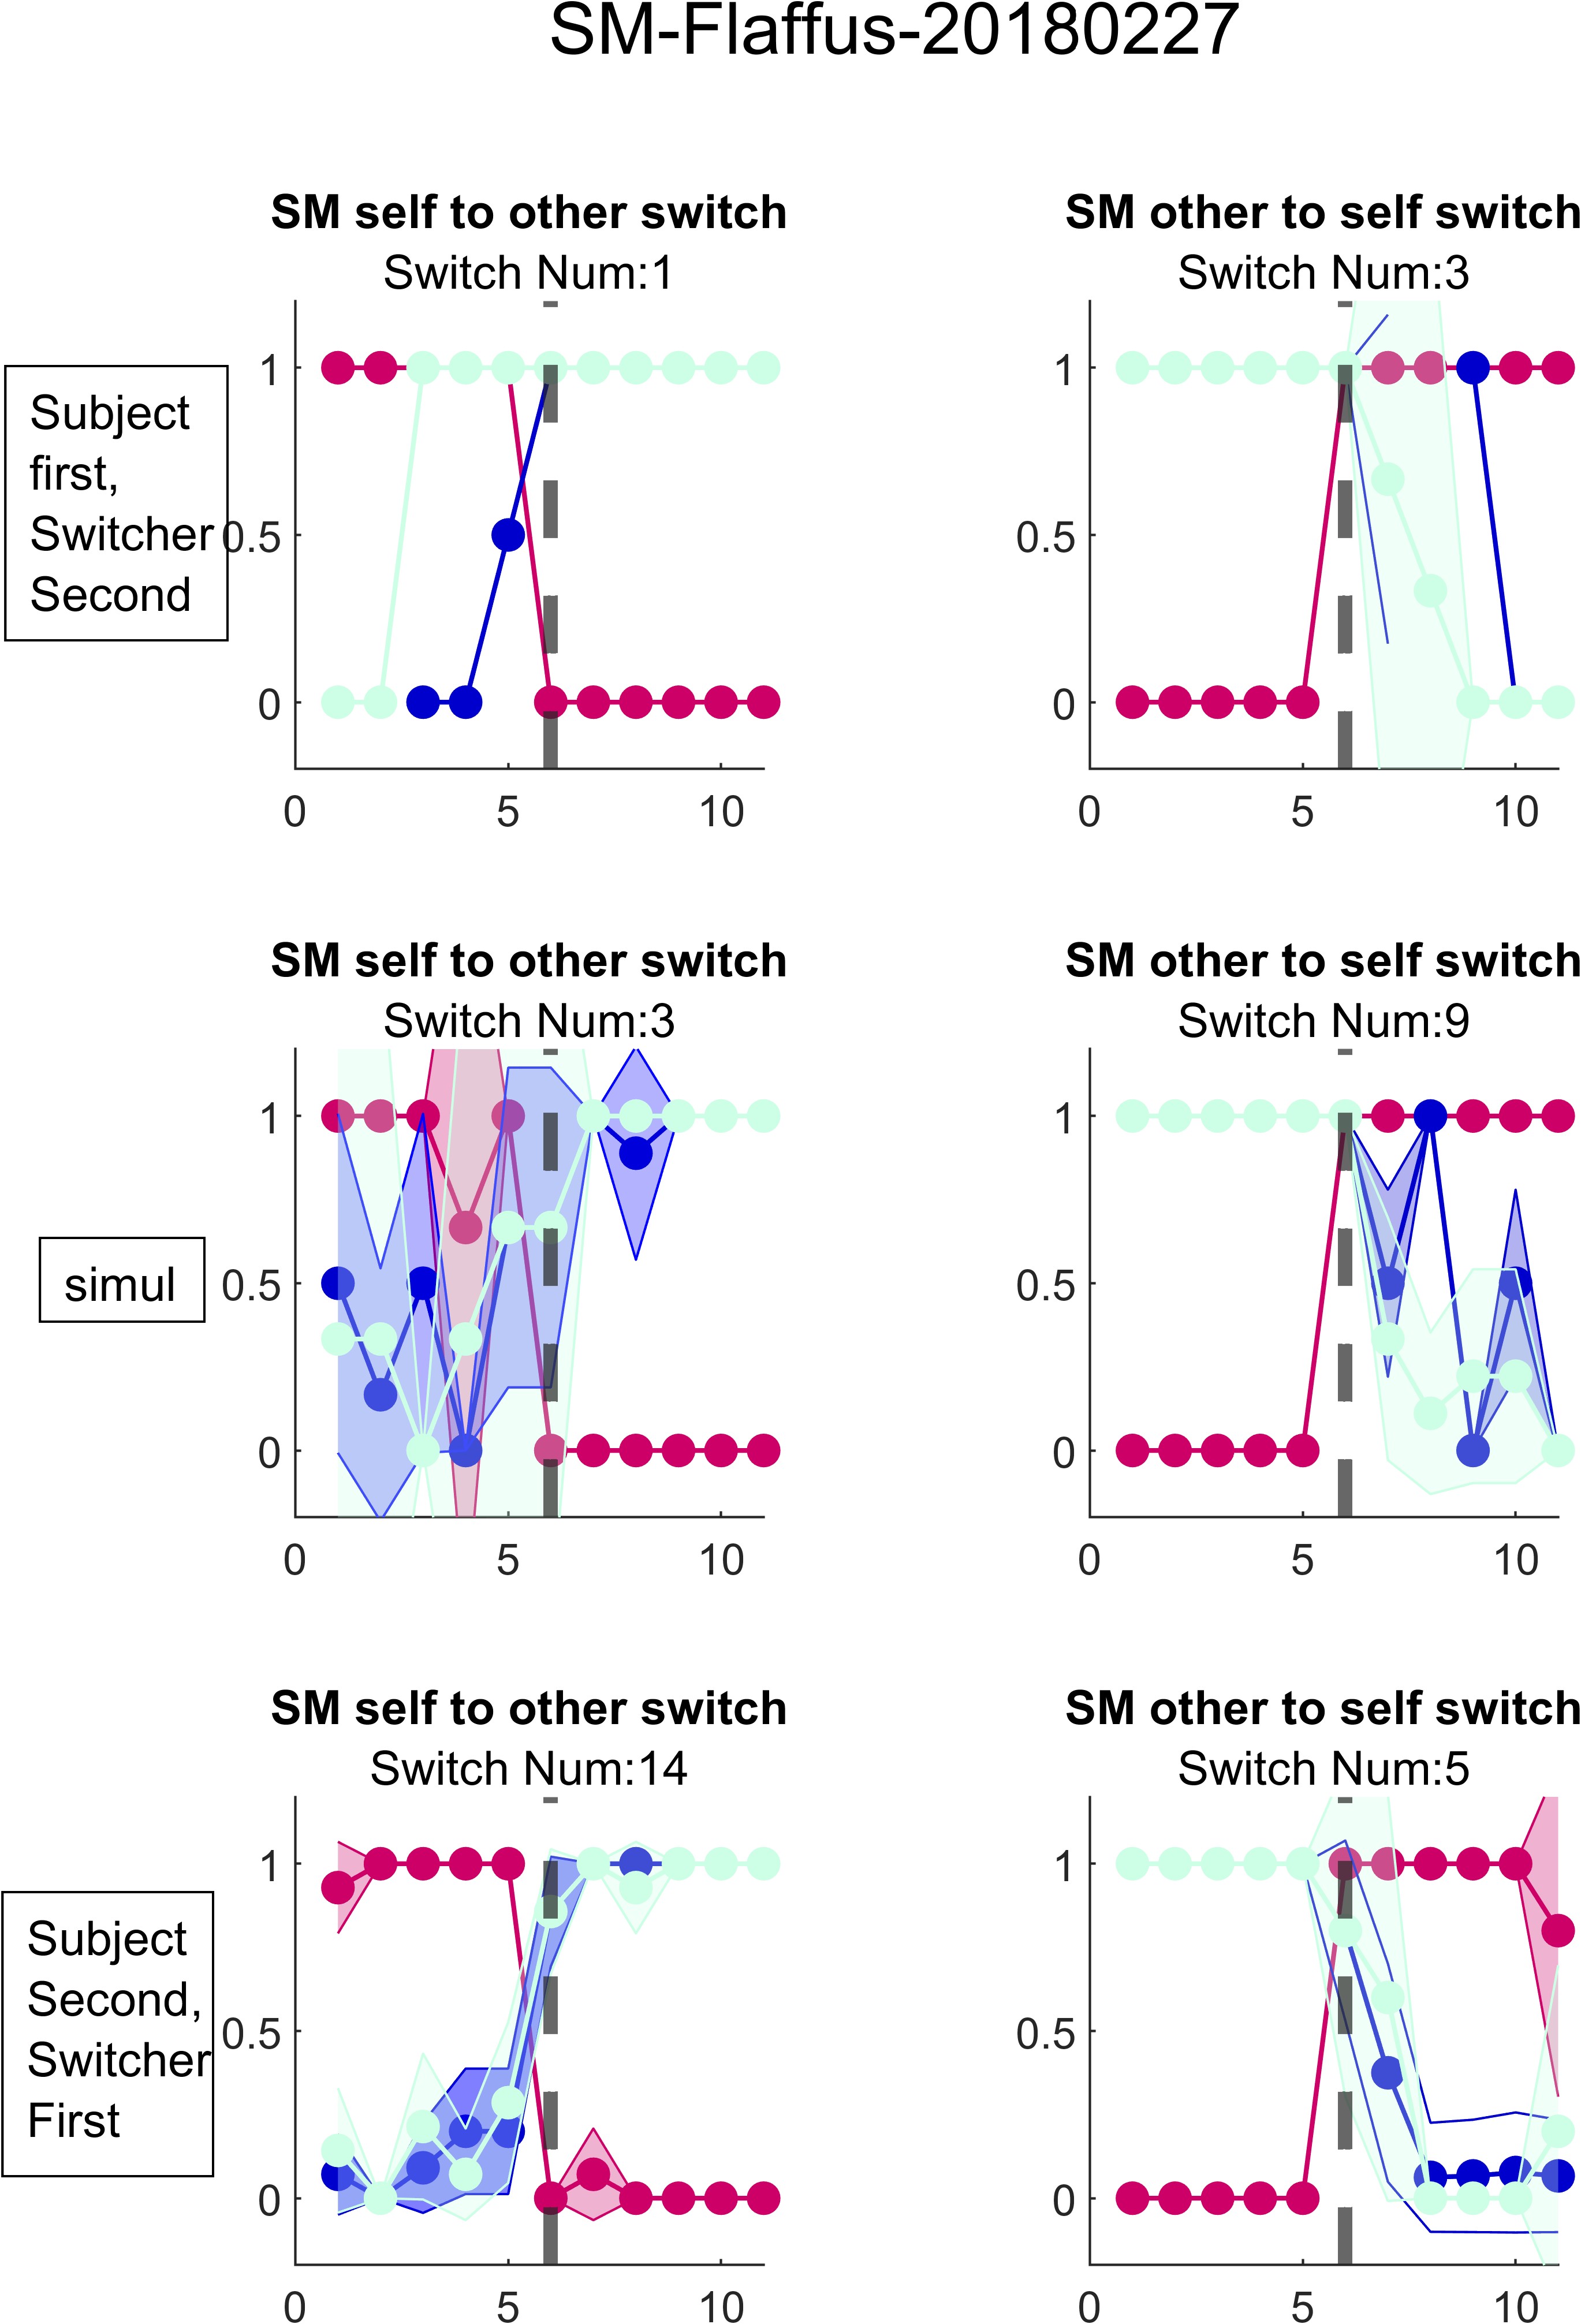 SM-Flaffus-20180227
SM self to other switch
Switch Num:1
SM other to self switch
Switch Num:3
Subject
first,
Switcher
Second
1
0.5
0
0 5 10
1
0.5
0
0 5 10
SM self to other switch
Switch Num:3
SM other to self switch
Switch Num:9
simul
1
0.5
0
0 5 10
1
0.5
0
0 5 10
SM self to other switch
Switch Num:14
SM other to self switch
Switch Num:5
Subject
Second,
Switcher
First
1
0.5
0
0 5 10
1
0.5
0
0 5 10